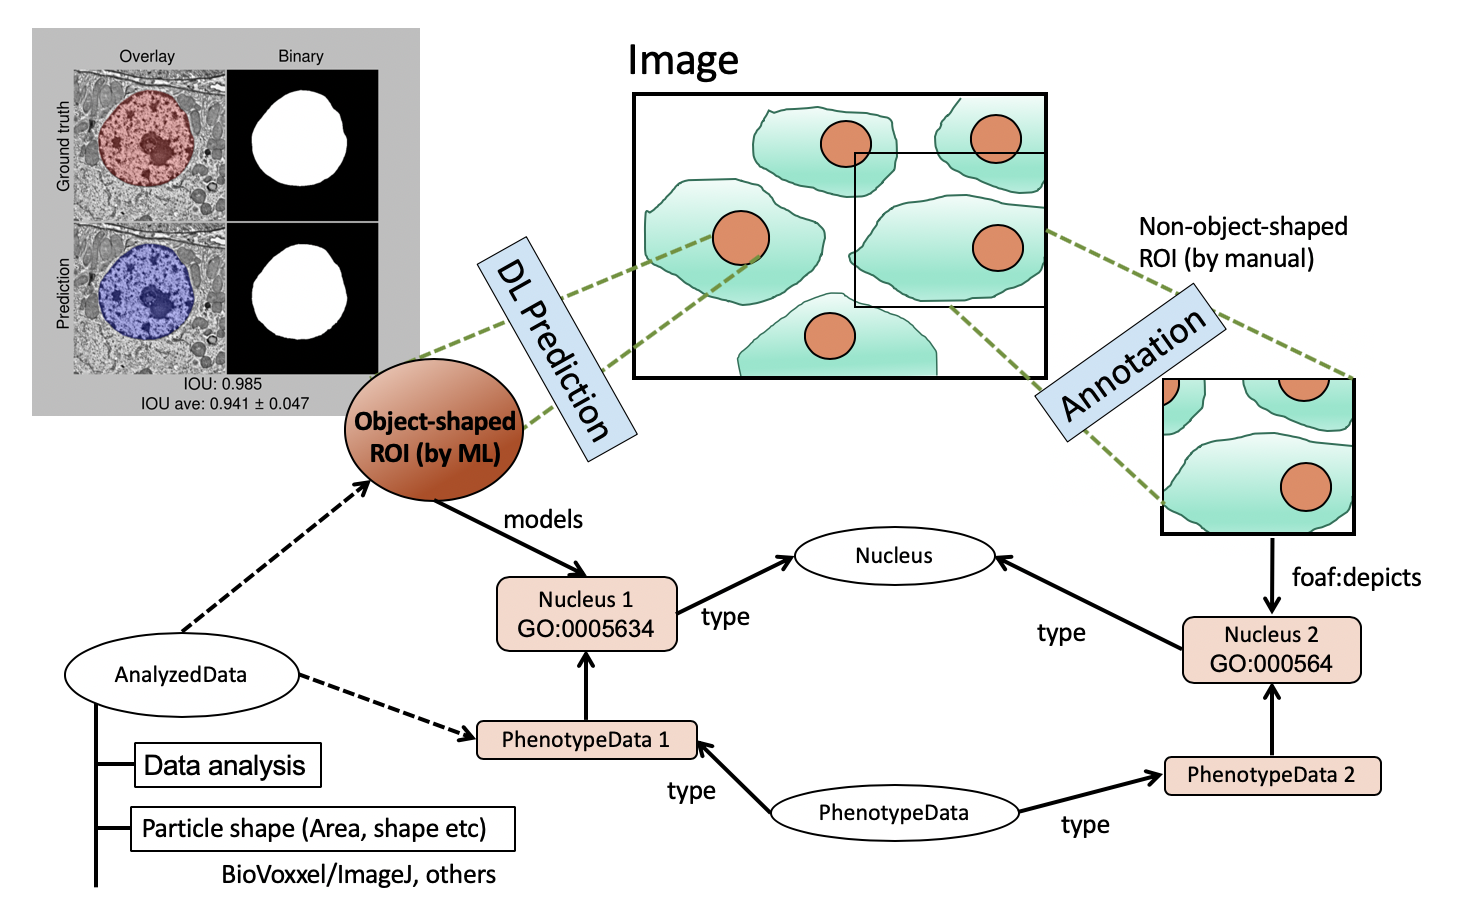 Overlay
Binary
Ground truth
Prediction
IOU: 0.985
IOU ave: 0.941 ± 0.047
Image
DL Prediction
Non-object-shaped
ROI (by manual)
Annotation
Object-shaped
ROI (by ML)
models
Nucleus
foaf:depicts
Nucleus 1
GO:0005634
type
type
Nucleus 2
GO:000564
AnalyzedData
PhenotypeData 1
Data analysis
type
PhenotypeData
type
PhenotypeData 2
Particle shape (Area, shape etc)
BioVoxxel/ImageJ, others